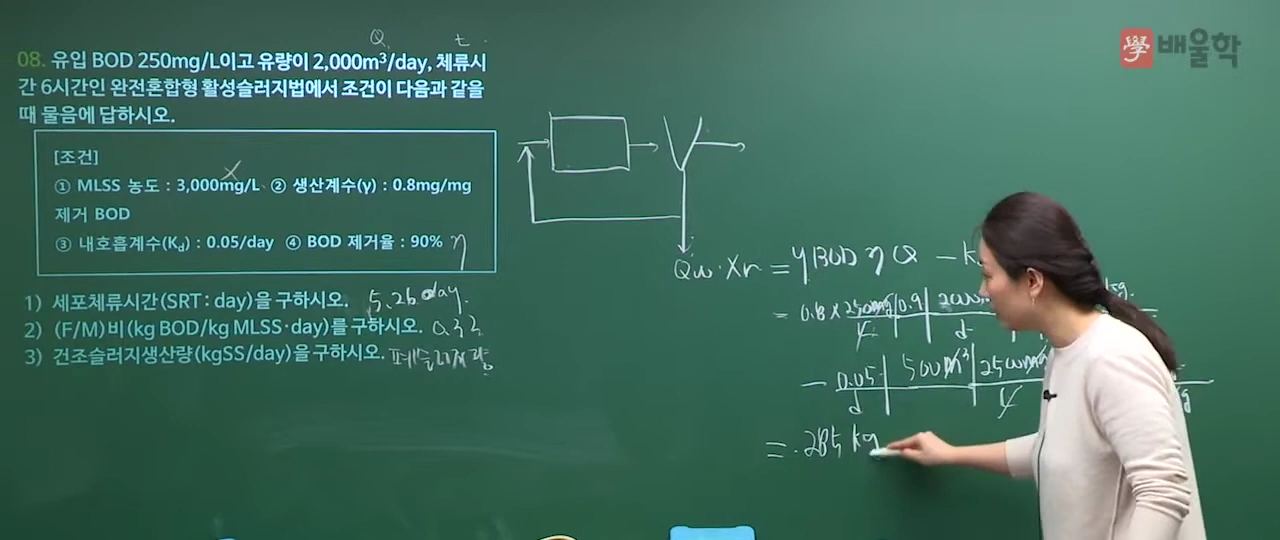 學 배울학
Q t
08. 유입 BOD 250mg/L이고 유량이 2,000m³/day, 체류시
간 6시간인 완전혼합형 활성슬러지법에서 조건이 다음과 같을
때 물음에 답하시오.
[조건]
X
① MLSS 농도 : 3,000mg/L、② 생산계수(γ) : 0.8mg/mg
제거 BOD
③ 내호흡계수(Kd) : 0.05/day ④ BOD 제거율 : 90% η
1) 세포체류시간(SRT : day)을 구하시오. 5.26 day.
2) (F/M)비(kg BOD/kg MLSS·day)를 구하시오. 0.33
3) 건조슬러지생산량(kgSS/day)을 구하시오. 폐슬러지량
Qw·Xr = y BOD η Q - K
= 0.8 × 250mg 0.9 2000
L d
- 0.05 500m³ 2500m
d L g
= 285 kg